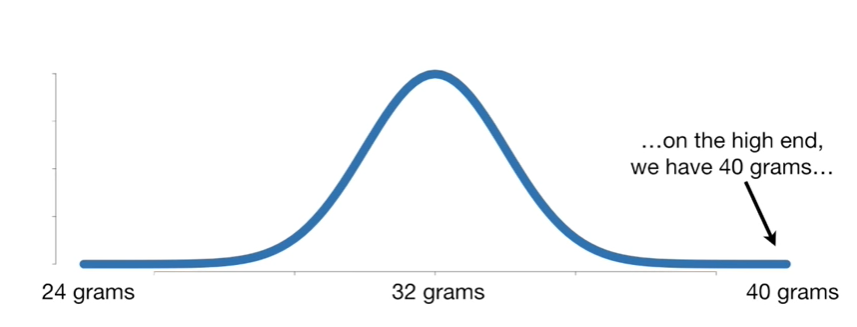 …on the high end,
we have 40 grams…
24 grams
32 grams
40 grams